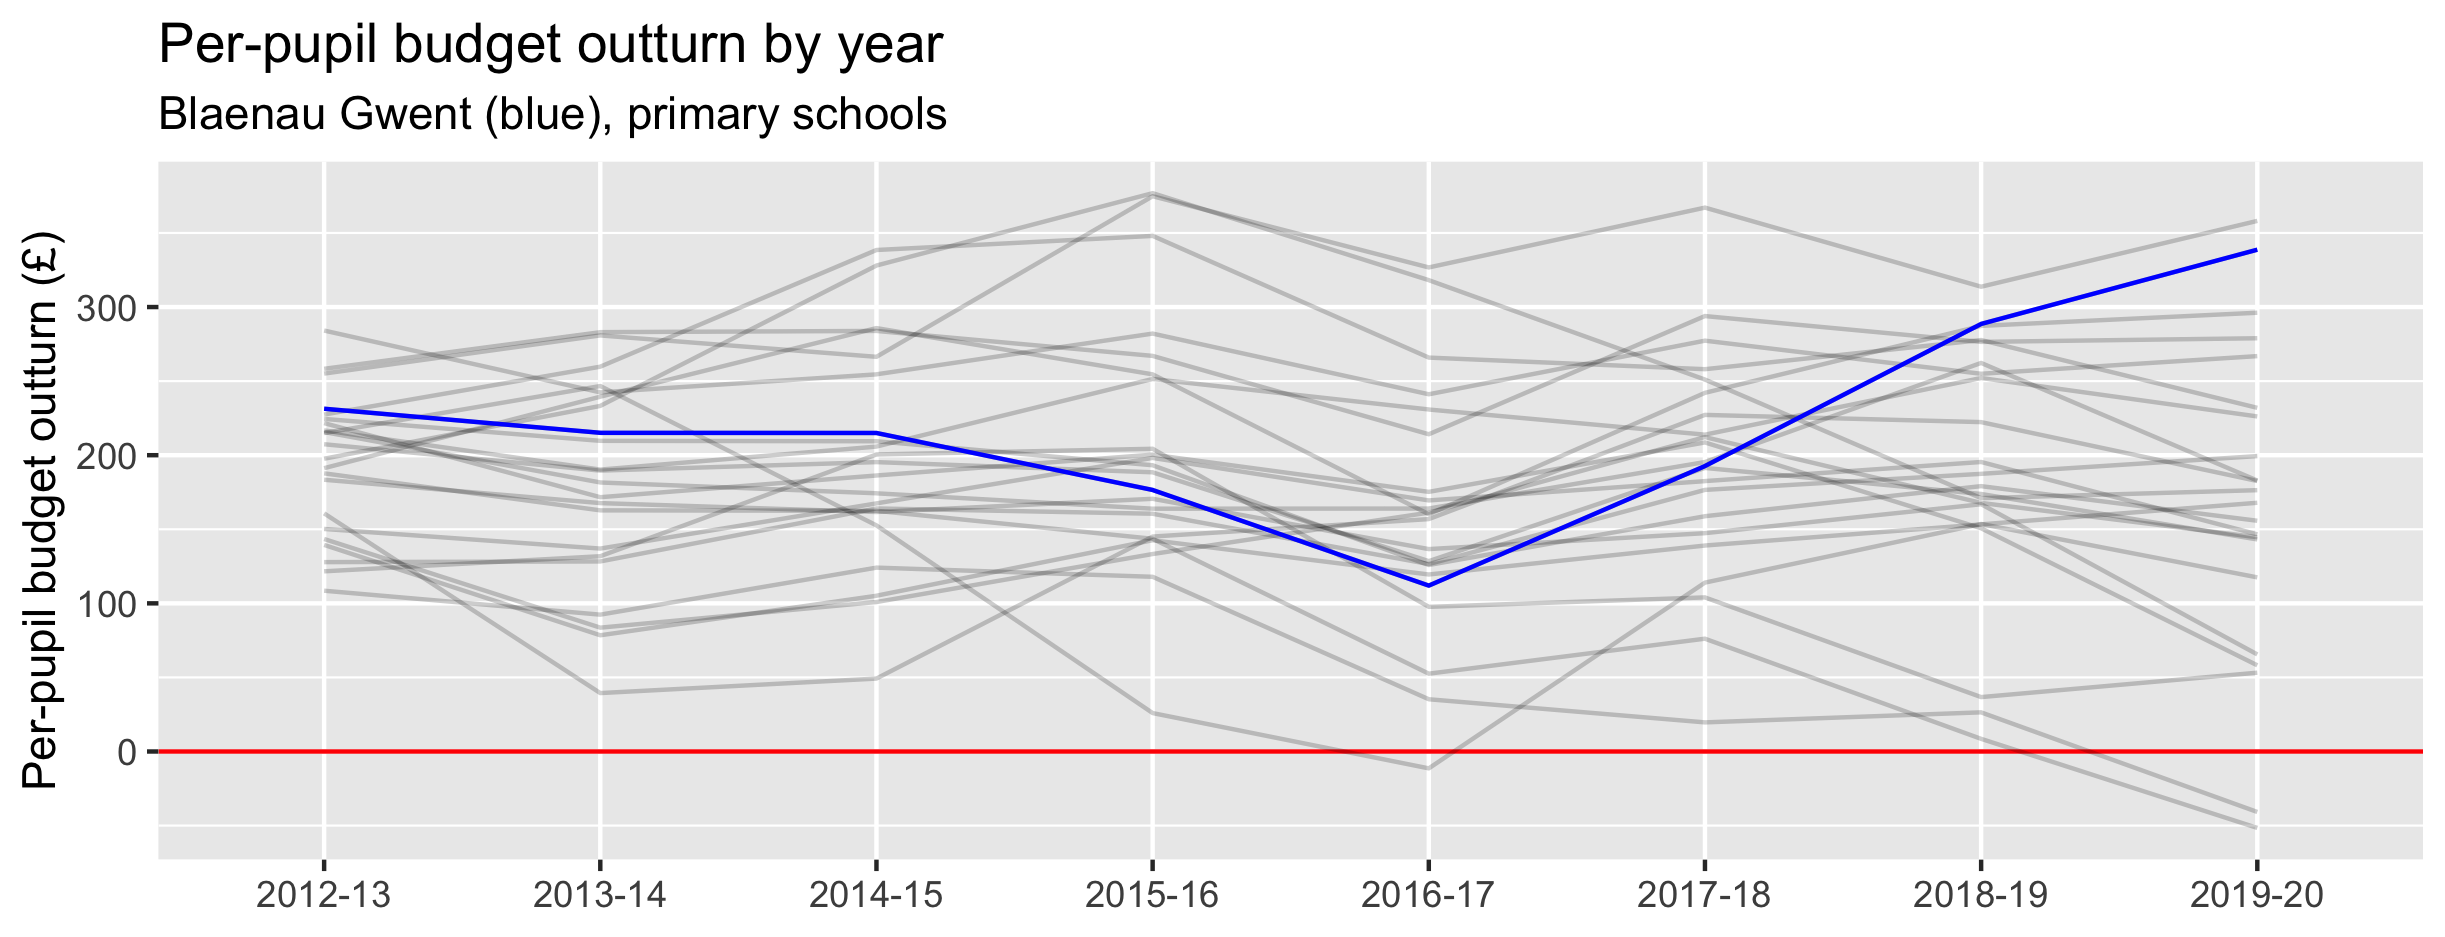 Per-pupil budget outturn by year
Blaenau Gwent (blue), primary schools
Per-pupil budget outturn (£)
300
200
100
0
2012-13 2013-14 2014-15 2015-16 2016-17 2017-18 2018-19 2019-20